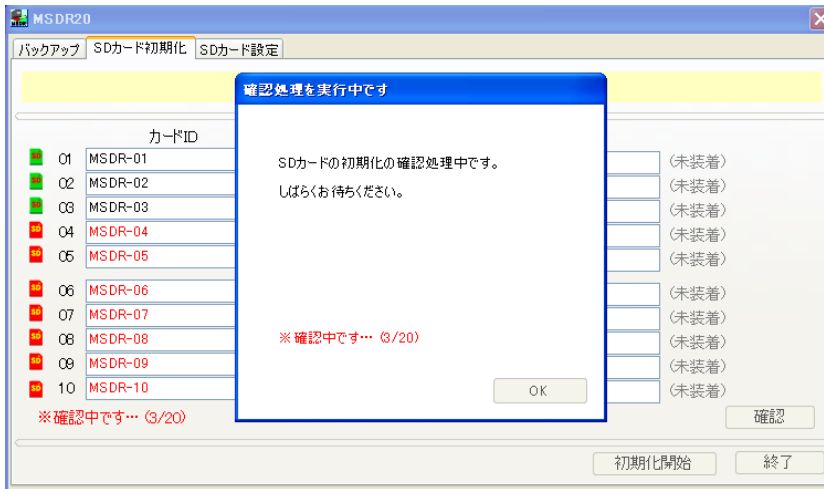 MSDR20
バックアップ SDカード初期化 SDカード設定
確認処理を実行中です
カードID
SDカードの初期化の確認処理中です。
しばらくお待ちください。
01 MSDR-01 (未装着)
02 MSDR-02 (未装着)
03 MSDR-03 (未装着)
04 MSDR-04 (未装着)
05 MSDR-05 (未装着)
06 MSDR-06 (未装着)
07 MSDR-07 (未装着)
08 MSDR-08 (未装着)
09 MSDR-09 (未装着)
10 MSDR-10 (未装着)
※確認中です… (3/20)
OK
※確認中です… (3/20)
確認
初期化開始 終了